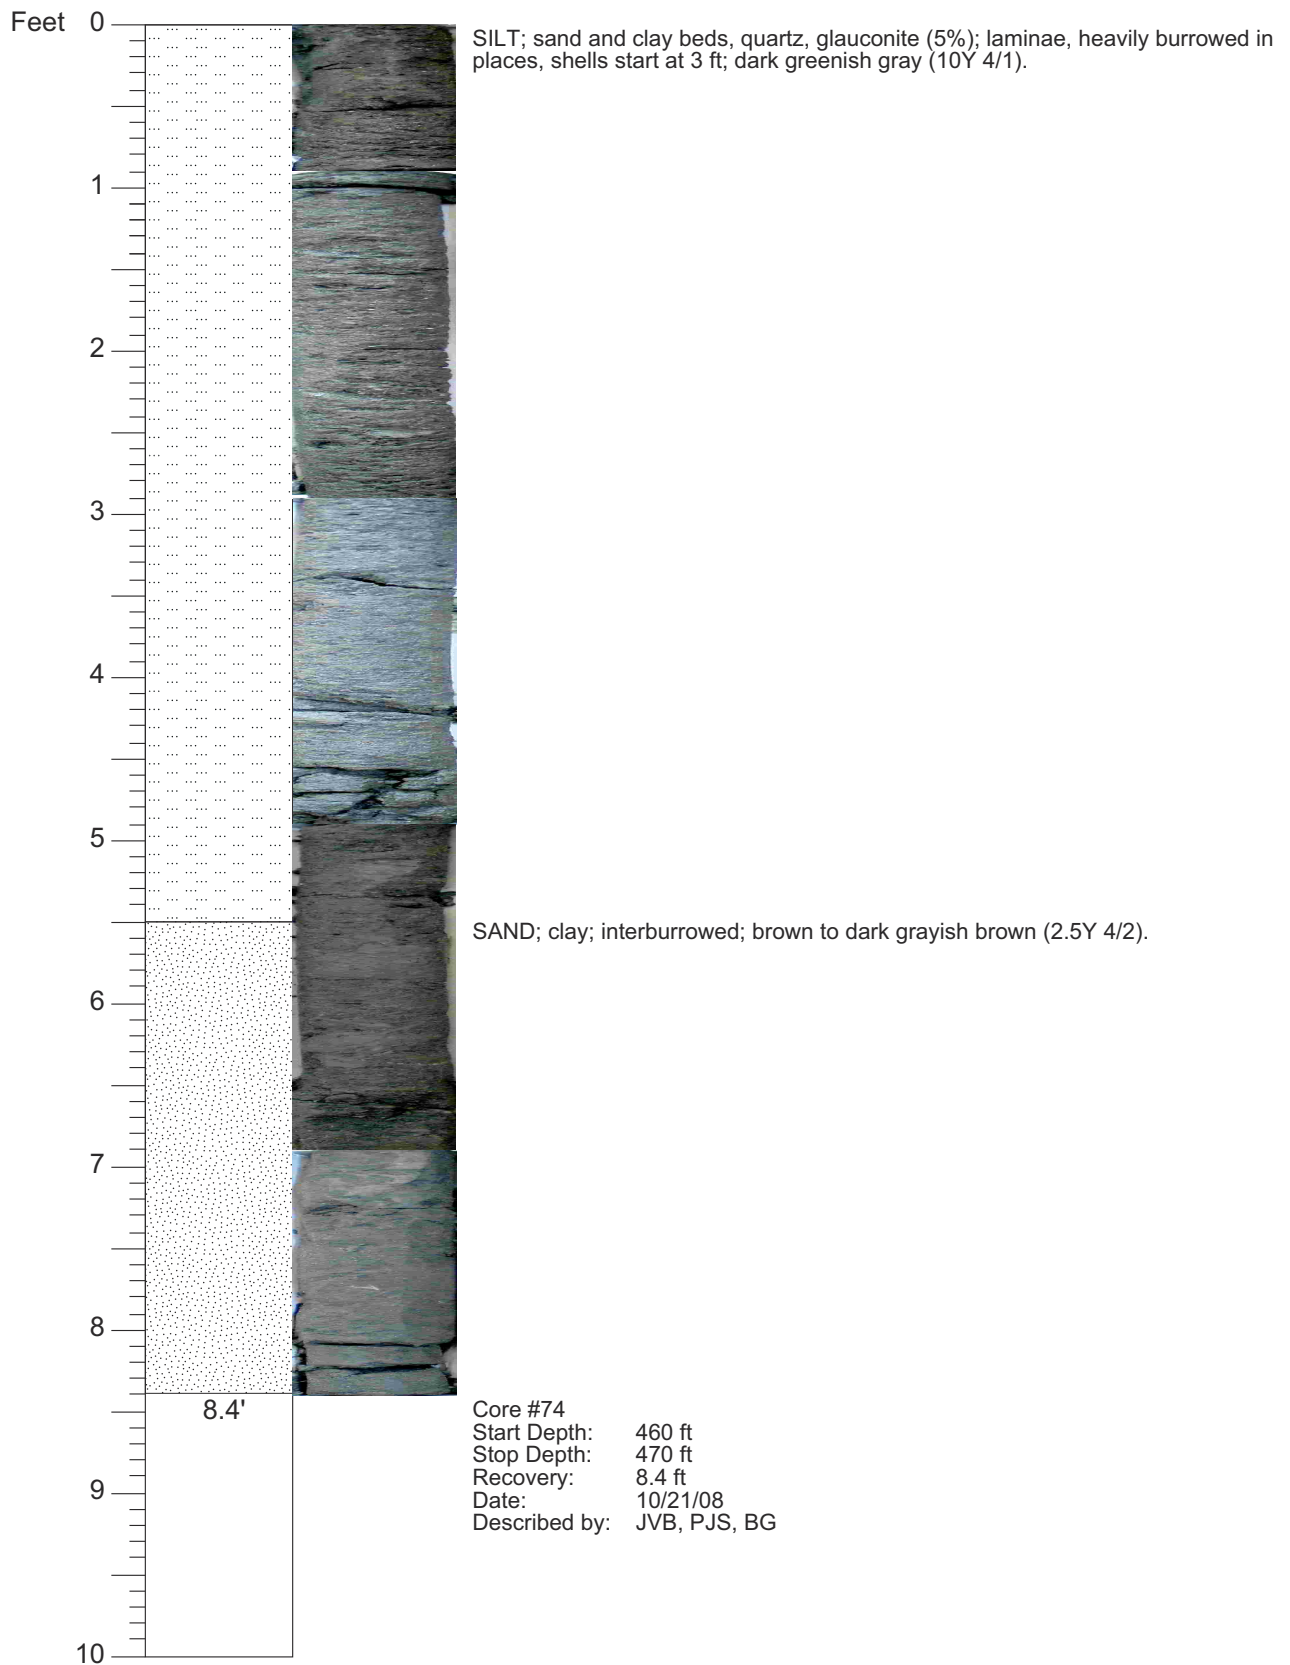 Feet 0
SILT; sand and clay beds, quartz, glauconite (5%); laminae, heavily burrowed in
places, shells start at 3 ft; dark greenish gray (10Y 4/1).
1
2
3
4
5
SAND; clay; interburrowed; brown to dark grayish brown (2.5Y 4/2).
6
7
8
8.4'
Core #74
Start Depth: 460 ft
Stop Depth: 470 ft
Recovery: 8.4 ft
9
Date: 10/21/08
Described by: JVB, PJS, BG
10